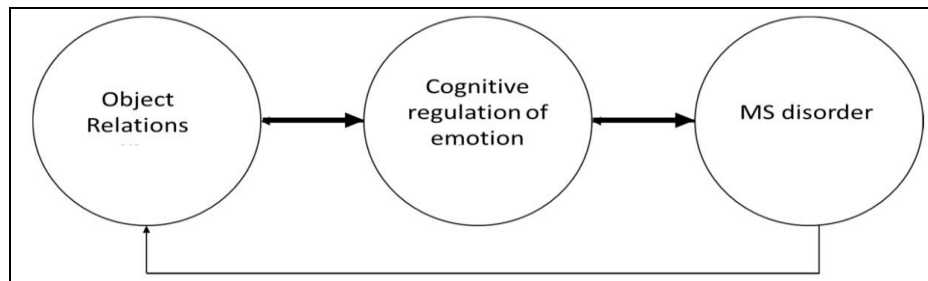 Object
Relations
Cognitive
regulation of
emotion
MS disorder